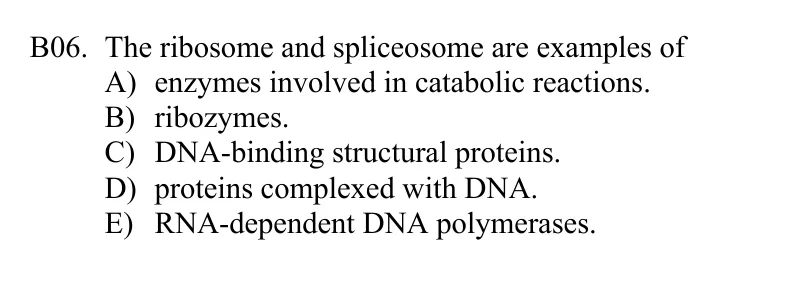 B06. The ribosome and spliceosome are examples of
A) enzymes involved in catabolic reactions.
B) ribozymes.
C) DNA-binding structural proteins.
D) proteins complexed with DNA.
E) RNA-dependent DNA polymerases.